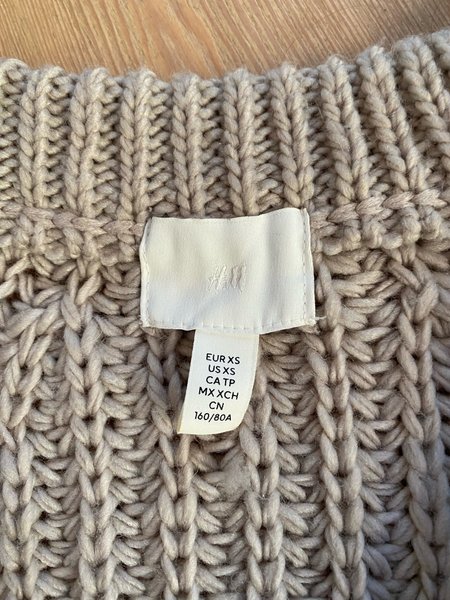 H&M
EUR XS
US XS
CA TP
MX XCH
CN
160/80A